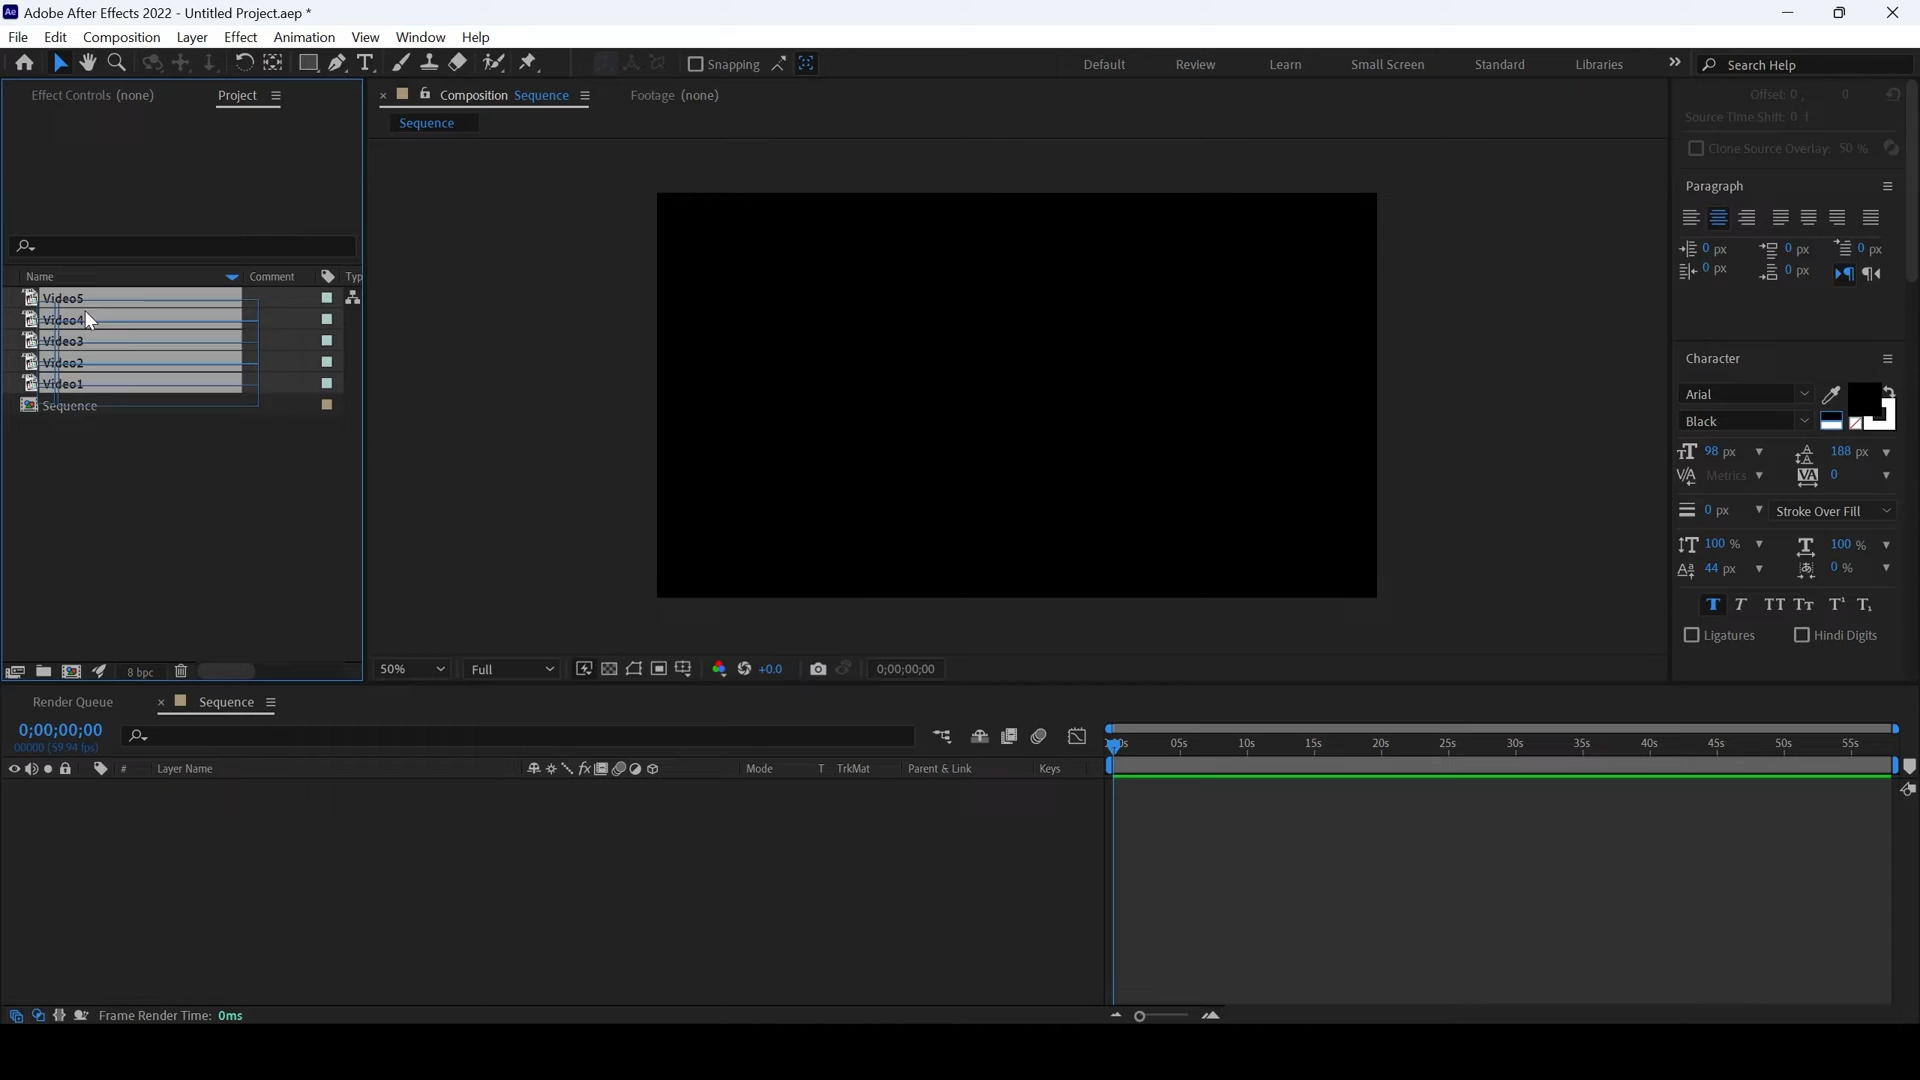 Adobe After Effects 2022 - Untitled Project.aep *
File Edit Composition Layer Effect Animation View Window Help
Snapping Default Review Learn Small Screen Standard Libraries Search Help
Effect Controls (none) Project Composition Sequence Footage (none)
Sequence
Offset: 0 , 0
Source Time Shift: 0 f
Clone Source Overlay: 50 %
Paragraph
0 px 0 px 0 px
0 px 0 px
Name Comment Typ
Video5
Video4
Video3
Video2
Video1
Sequence
Character
Arial
Black
98 px 188 px
Metrics 0
0 px Stroke Over Fill
100 % 100 %
44 px 0 %
Ligatures Hindi Digits
8 bpc 50% Full +0.0 0;00;00;00
Render Queue Sequence
0;00;00;00
00000 (59.94 fps)
05s 10s 15s 20s 25s 30s 35s 40s 45s 50s 55s
# Layer Name Mode T TrkMat Parent & Link Keys
Frame Render Time: 0ms